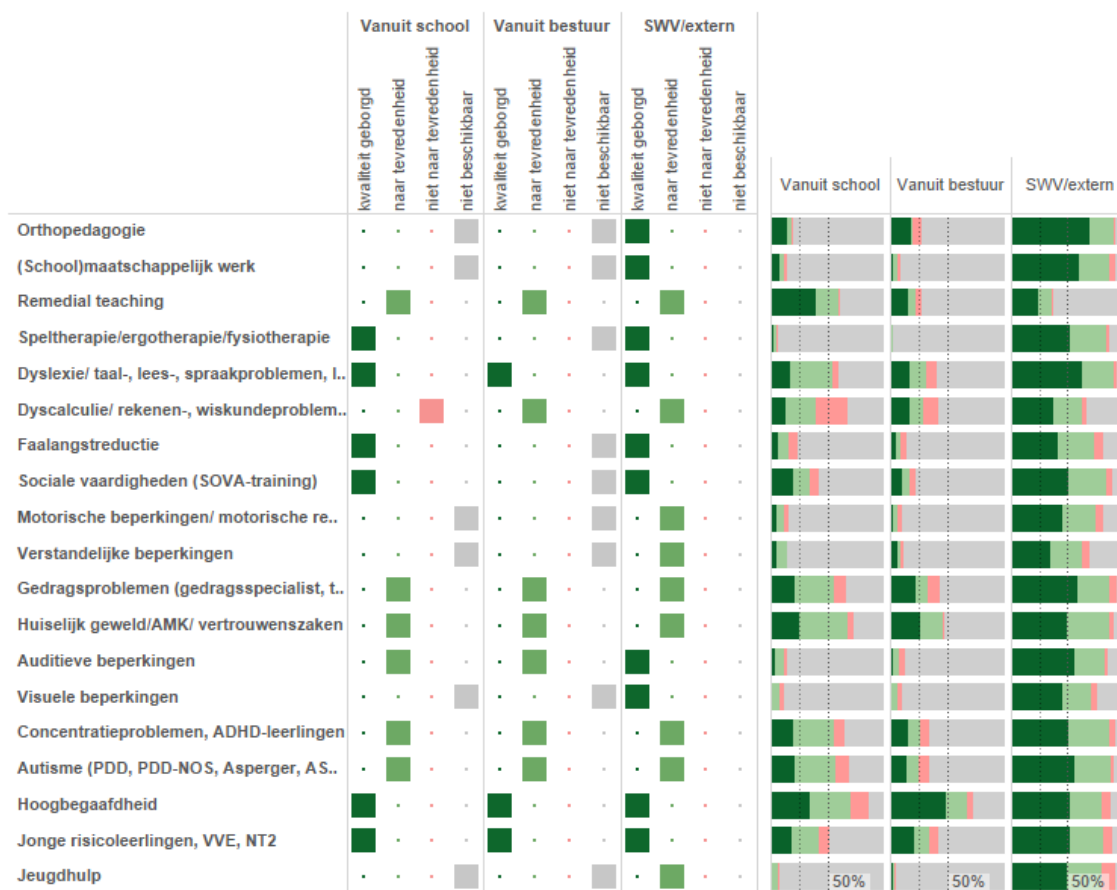 Vanuit school Vanuit bestuur SWV/extern
kwaliteit geborgd
naar tevredenheid
niet naar tevredenheid
niet beschikbaar
kwaliteit geborgd
naar tevredenheid
niet naar tevredenheid
niet beschikbaar
kwaliteit geborgd
naar tevredenheid
niet naar tevredenheid
niet beschikbaar
Vanuit school Vanuit bestuur SWV/extern
Orthopedagogie
(School)maatschappelijk werk
Remedial teaching
Speltherapie/ergotherapie/fysiotherapie
Dyslexie/ taal-, lees-, spraakproblemen, l..
Dyscalculie/ rekenen-, wiskundeproblem..
Faalangstreductie
Sociale vaardigheden (SOVA-training)
Motorische beperkingen/ motorische re..
Verstandelijke beperkingen
Gedragsproblemen (gedragsspecialist, t..
Huiselijk geweld/AMK/ vertrouwenszaken
Auditieve beperkingen
Visuele beperkingen
Concentratieproblemen, ADHD-leerlingen
Autisme (PDD, PDD-NOS, Asperger, AS..
Hoogbegaafdheid
Jonge risicoleerlingen, VVE, NT2
Jeugdhulp 50% 50% 50%